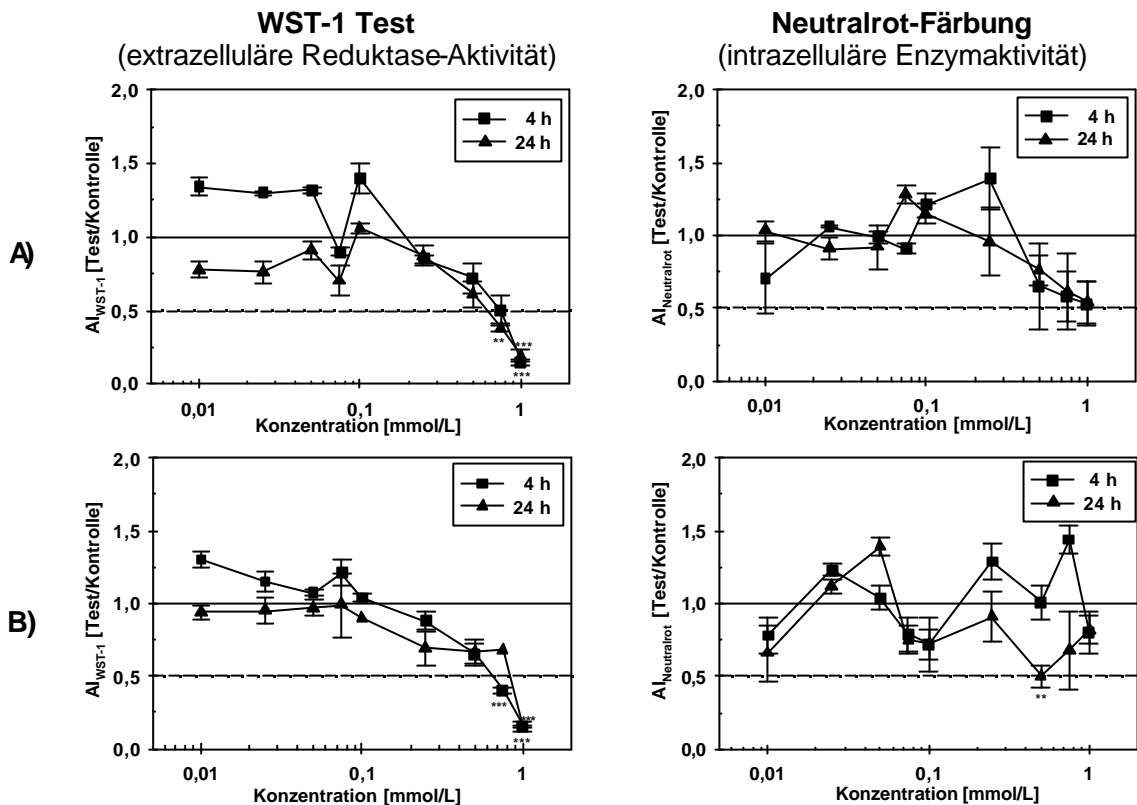 WST-1 Test
(extrazelluläre Reduktase-Aktivität)
Neutralrot-Färbung
(intrazelluläre Enzymaktivität)
A)
AI_WST-1 [Test/Kontrolle]
2,0
1,5
1,0
0,5
0,0
4 h
24 h
**
***
***
0,01
0,1
1
Konzentration [mmol/L]
AI_Neutralrot [Test/Kontrolle]
2,0
1,5
1,0
0,5
0,0
4 h
24 h
0,01
0,1
1
Konzentration [mmol/L]
B)
AI_WST-1 [Test/Kontrolle]
2,0
1,5
1,0
0,5
0,0
4 h
24 h
***
***
***
0,01
0,1
1
Konzentration [mmol/L]
AI_Neutralrot [Test/Kontrolle]
2,0
1,5
1,0
0,5
0,0
4 h
24 h
**
0,01
0,1
1
Konzentration [mmol/L]